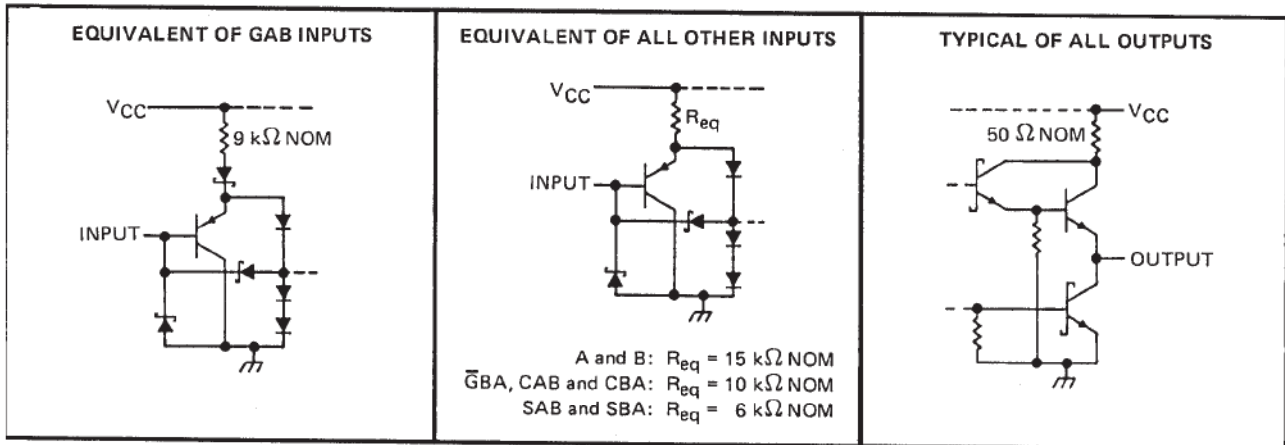 EQUIVALENT OF GAB INPUTS
VCC
9 kΩ NOM
INPUT
EQUIVALENT OF ALL OTHER INPUTS
VCC
Req
INPUT
A and B: Req = 15 kΩ NOM
G̅BA, CAB and CBA: Req = 10 kΩ NOM
SAB and SBA: Req = 6 kΩ NOM
TYPICAL OF ALL OUTPUTS
VCC
50 Ω NOM
OUTPUT